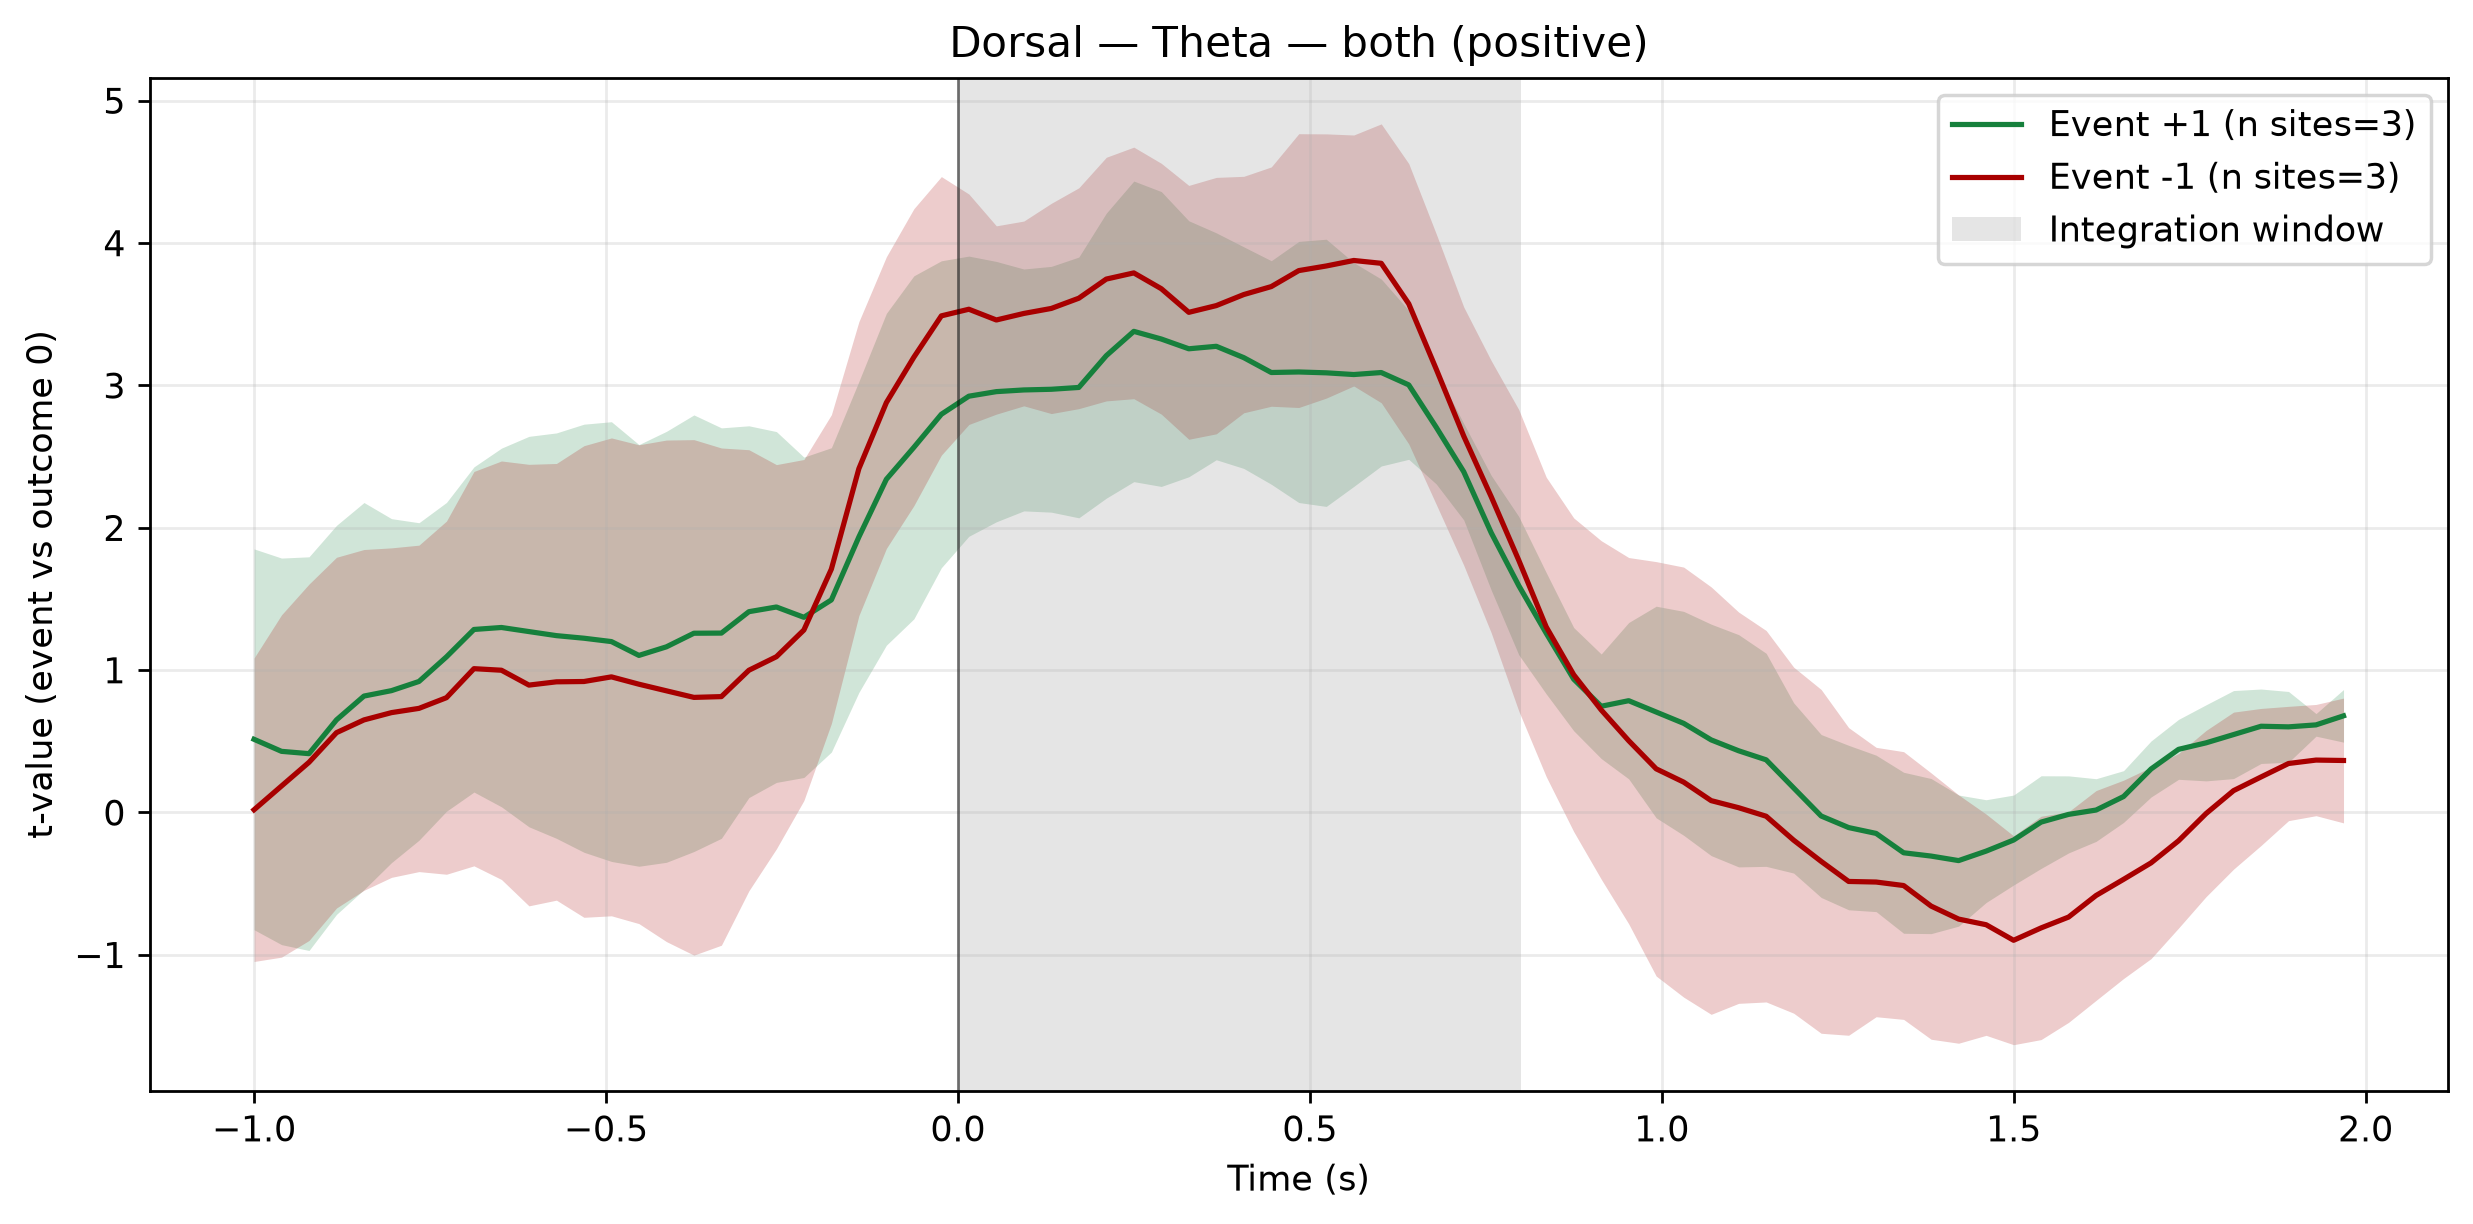 Dorsal — Theta — both (positive)
Event +1 (n sites=3)
Event -1 (n sites=3)
Integration window
t-value (event vs outcome 0)
5
4
3
2
1
0
−1
−1.0 −0.5 0.0 0.5 1.0 1.5 2.0
Time (s)